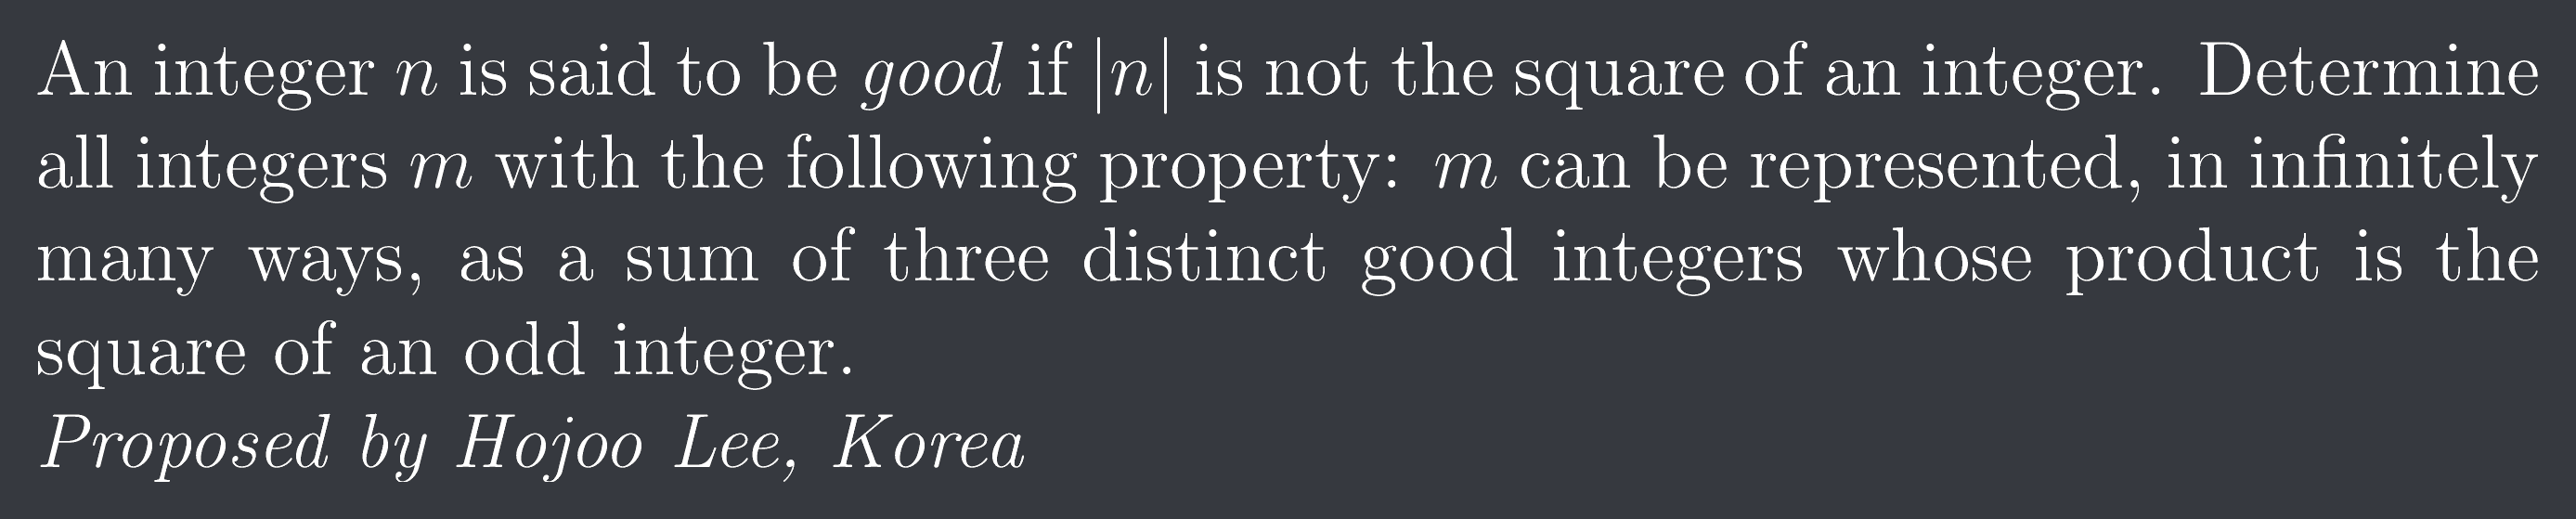 An integer n is said to be good if |n| is not the square of an integer. Determine
all integers m with the following property: m can be represented, in infinitely
many ways, as a sum of three distinct good integers whose product is the
square of an odd integer.
Proposed by Hojoo Lee, Korea